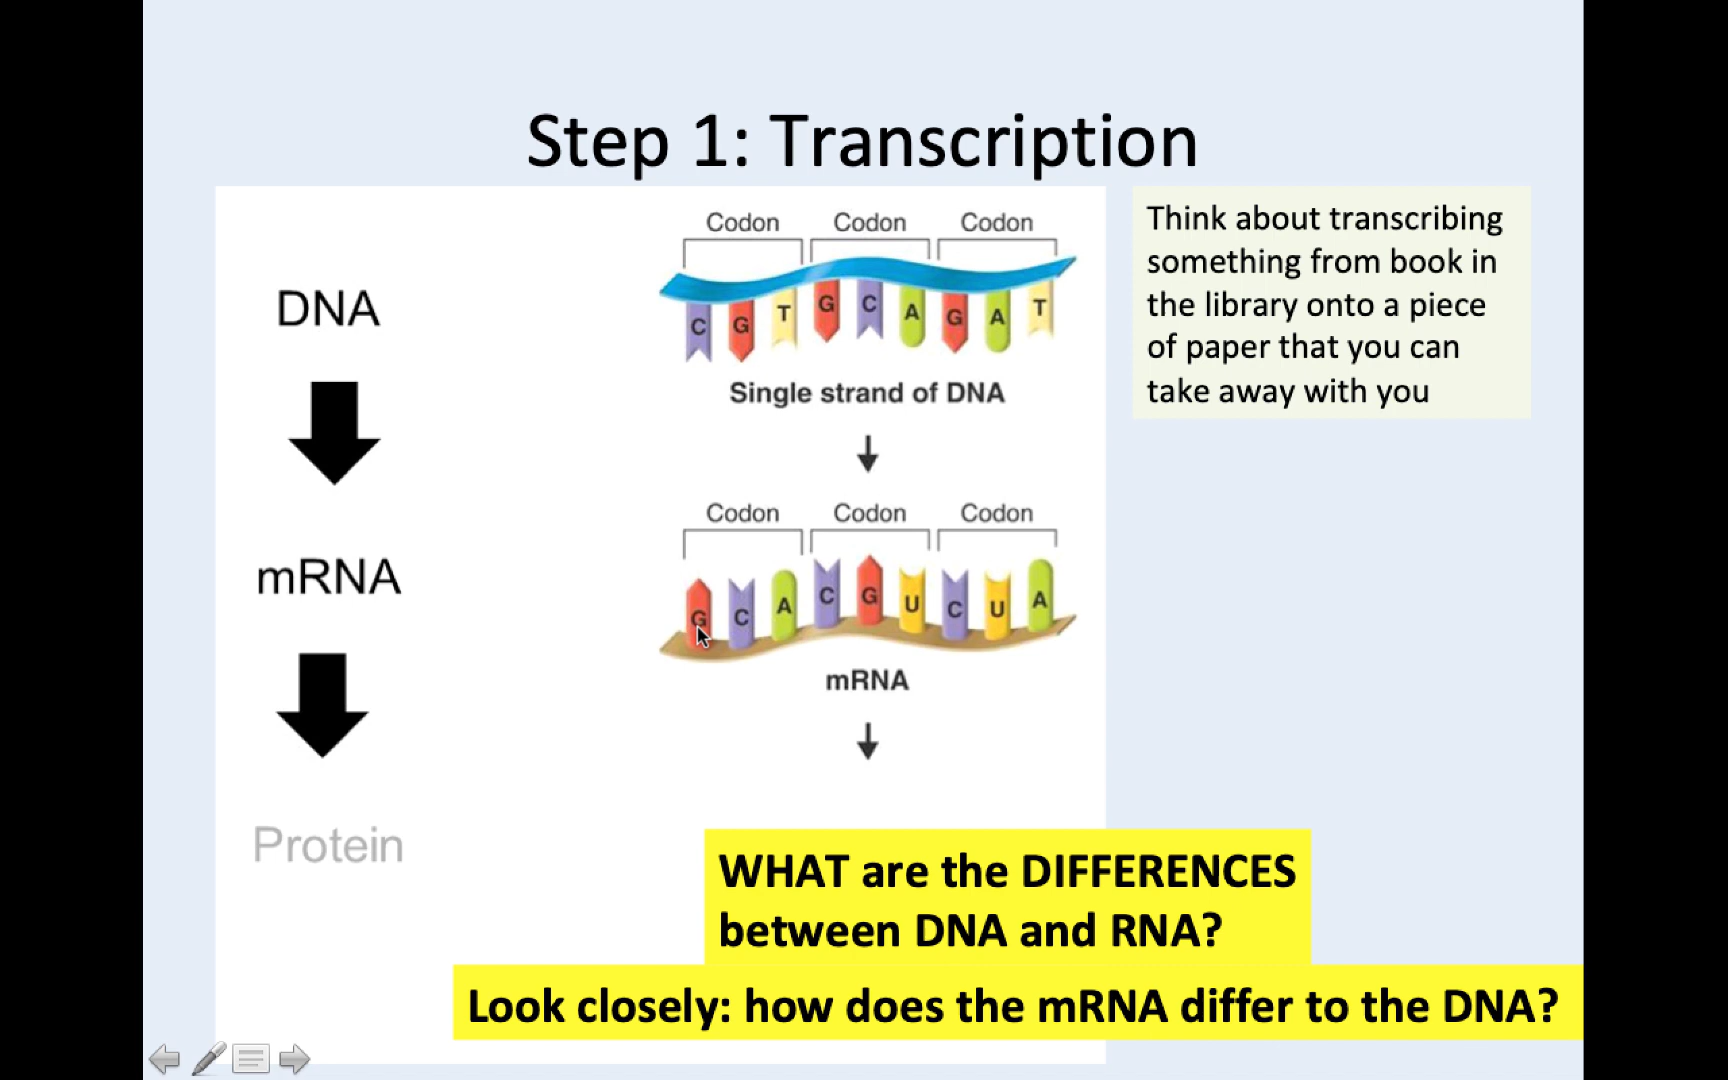 Step 1: Transcription
DNA
mRNA
Protein
Codon Codon Codon
C G T G C A G A T
Single strand of DNA
Codon Codon Codon
G C A C G U C U A
mRNA
Think about transcribing
something from book in
the library onto a piece
of paper that you can
take away with you
WHAT are the DIFFERENCES
between DNA and RNA?
Look closely: how does the mRNA differ to the DNA?